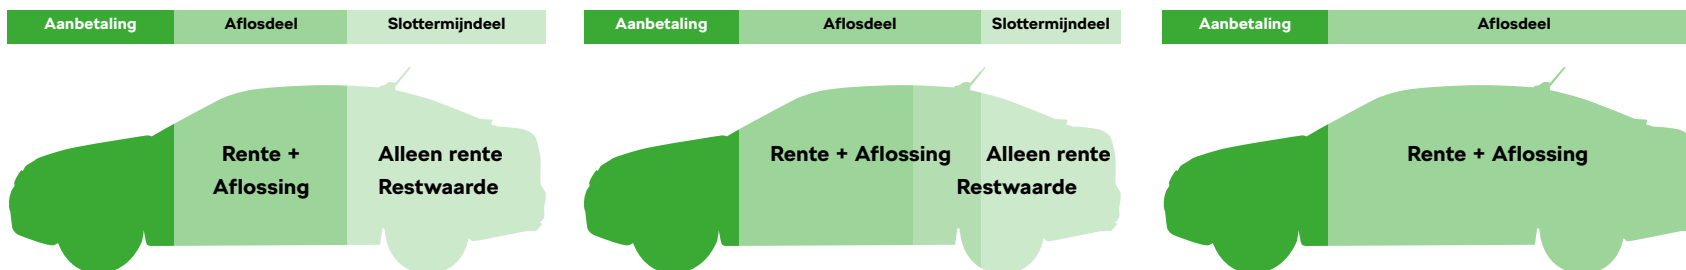 Aanbetaling Aflosdeel Slottermijndeel
Rente +
Aflossing
Alleen rente
Restwaarde
Aanbetaling Aflosdeel Slottermijndeel
Rente + Aflossing
Alleen rente
Restwaarde
Aanbetaling Aflosdeel
Rente + Aflossing